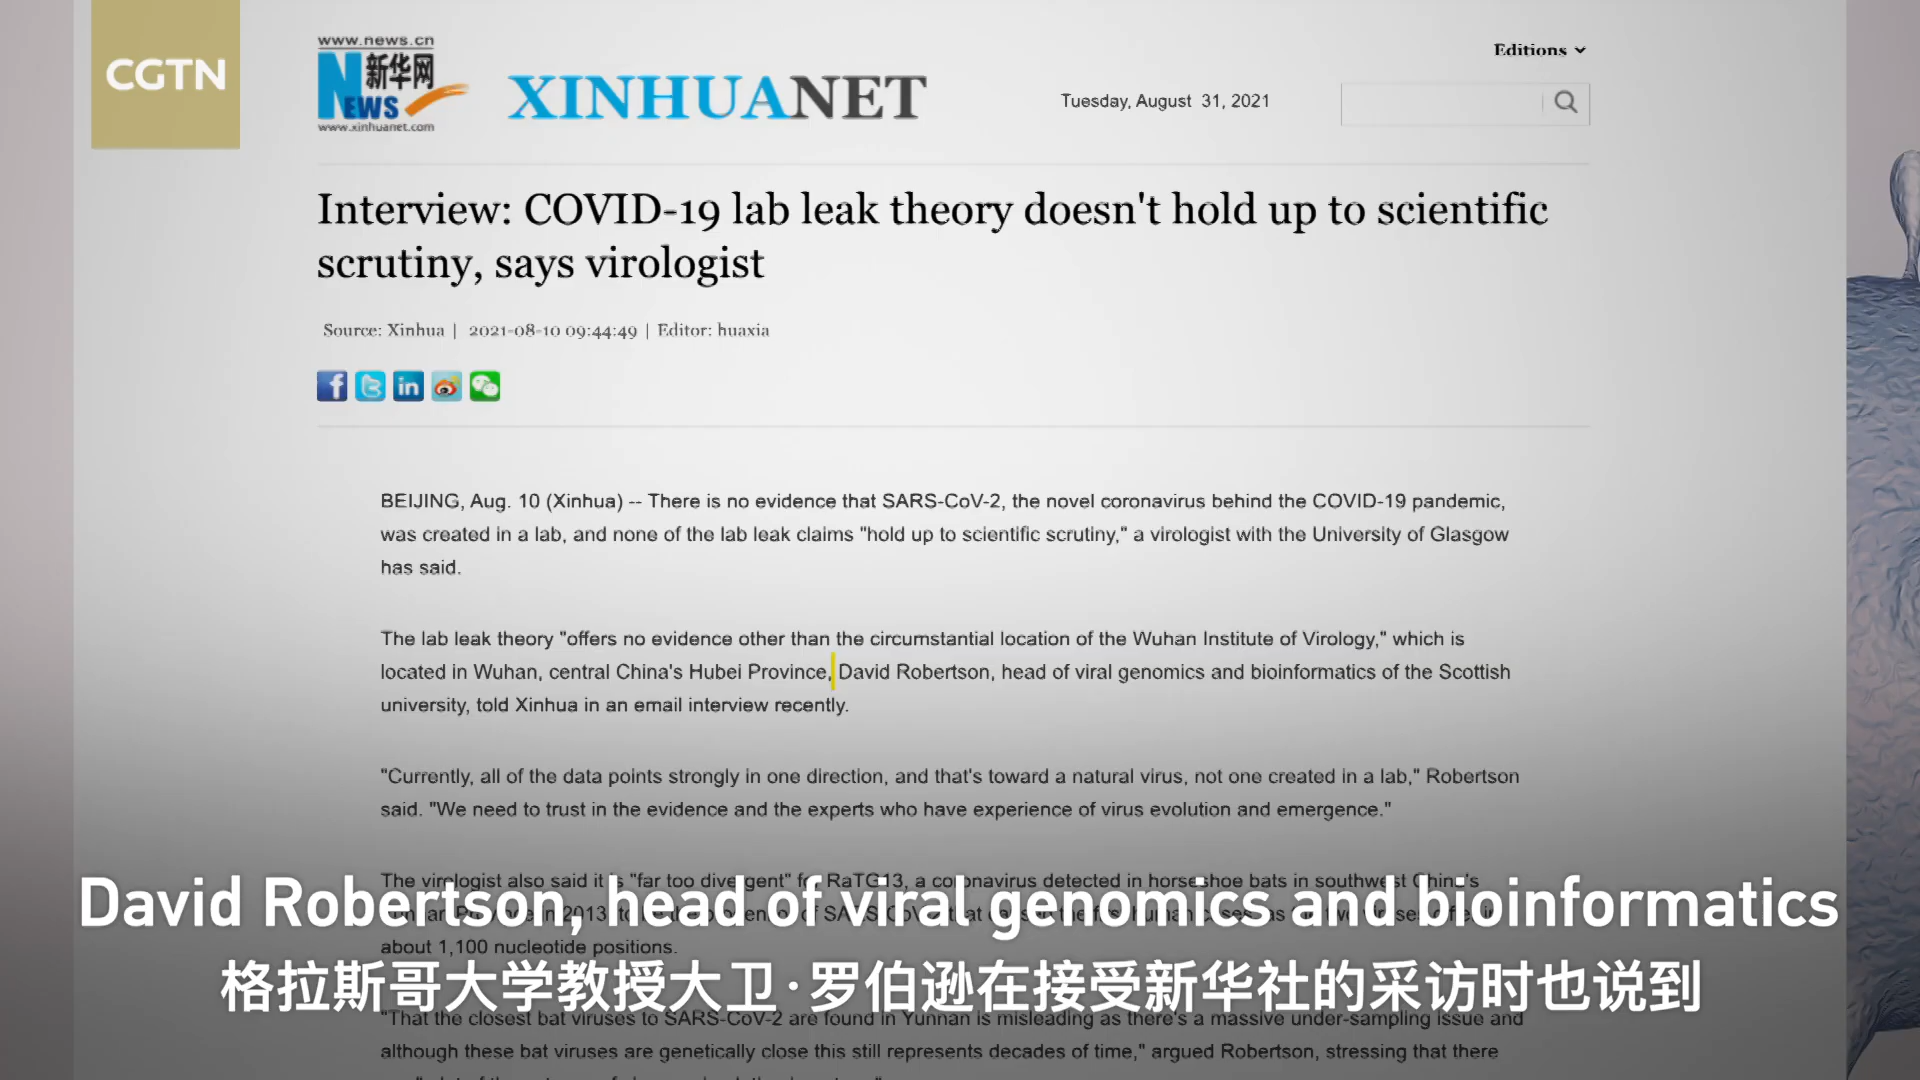 CGTN
www.news.cn
新华网
NEWS
www.xinhuanet.com
XINHUANET
Tuesday, August 31, 2021
Editions
Interview: COVID-19 lab leak theory doesn't hold up to scientific
scrutiny, says virologist
Source: Xinhua | 2021-08-10 09:44:49 | Editor: huaxia
BEIJING, Aug. 10 (Xinhua) -- There is no evidence that SARS-CoV-2, the novel coronavirus behind the COVID-19 pandemic,
was created in a lab, and none of the lab leak claims "hold up to scientific scrutiny," a virologist with the University of Glasgow
has said.
The lab leak theory "offers no evidence other than the circumstantial location of the Wuhan Institute of Virology," which is
located in Wuhan, central China's Hubei Province, David Robertson, head of viral genomics and bioinformatics of the Scottish
university, told Xinhua in an email interview recently.
"Currently, all of the data points strongly in one direction, and that's toward a natural virus, not one created in a lab," Robertson
said. "We need to trust in the evidence and the experts who have experience of virus evolution and emergence."
The virologist also said it is "far too divergent" for RaTG13, a coronavirus detected in horseshoe bats in southwest China's
2013
about 1,100 nucleotide positions.
David Robertson, head of viral genomics and bioinformatics
格拉斯哥大学教授大卫·罗伯逊在接受新华社的采访时也说到
"That the closest bat viruses to SARS-CoV-2 are found in Yunnan is misleading as there's a massive under-sampling issue and
although these bat viruses are genetically close this still represents decades of time," argued Robertson, stressing that there